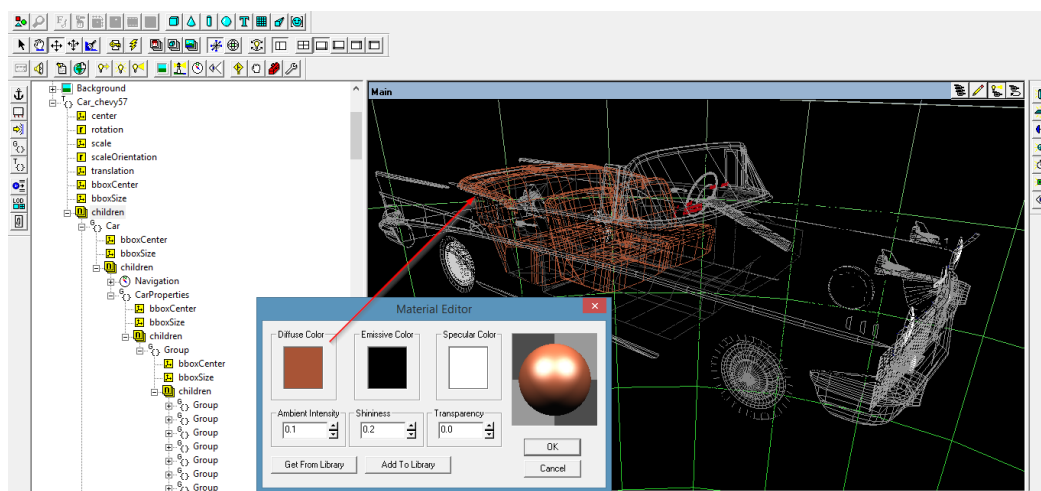 Background
Car_chevy57
center
rotation
scale
scaleOrientation
translation
bboxCenter
bboxSize
children
Car
bboxCenter
bboxSize
children
Navigation
CarProperties
bboxCenter
bboxSize
children
Group
bboxCenter
bboxSize
children
Group
Group
Group
Group
Group
Group
Group
Main
LOD
Material Editor
Diffuse Color
Emissive Color
Specular Color
Ambient Intensity
Shininess
Transparency
0.1
0.2
0.0
OK
Get From Library
Add To Library
Cancel